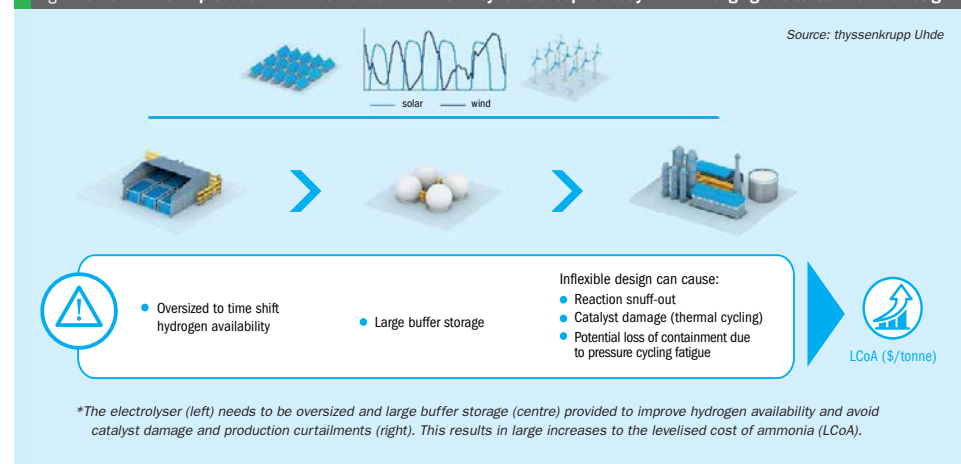 Source: thyssenkrupp Uhde
solar wind
Oversized to time shift
hydrogen availability
Large buffer storage
Inflexible design can cause:
Reaction snuff-out
Catalyst damage (thermal cycling)
Potential loss of containment due
to pressure cycling fatigue
LCoA ($/tonne)
*The electrolyser (left) needs to be oversized and large buffer storage (centre) provided to improve hydrogen availability and avoid
catalyst damage and production curtailments (right). This results in large increases to the levelised cost of ammonia (LCoA).